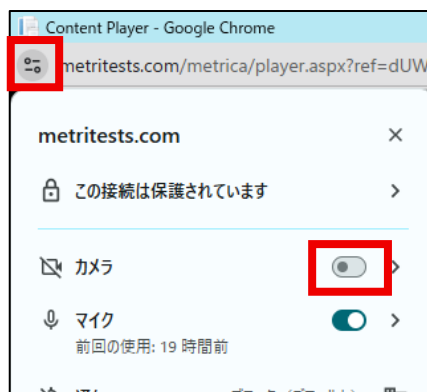 Content Player - Google Chrome
metritests.com/metrica/player.aspx?ref=dUW
metritests.com
この接続は保護されています
カメラ
マイク
前回の使用: 19 時間前